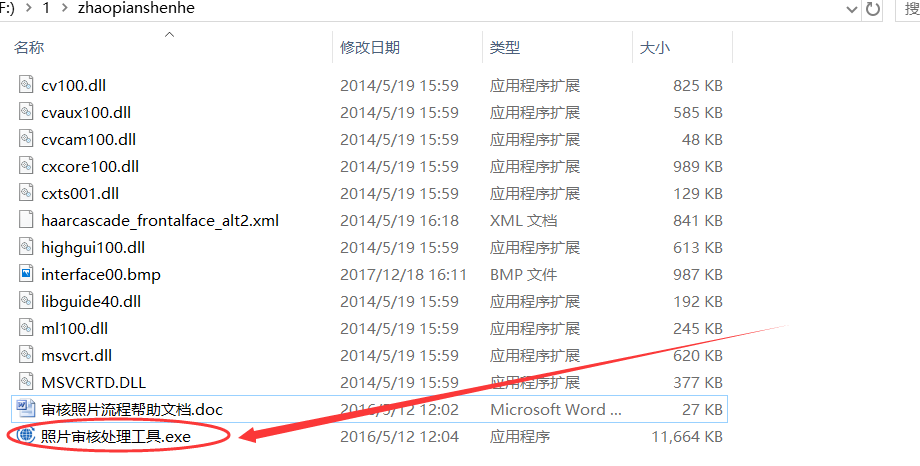 F:) > 1 > zhaopianshenhe 搜
名称 修改日期 类型 大小
cv100.dll 2014/5/19 15:59 应用程序扩展 825 KB
cvaux100.dll 2014/5/19 15:59 应用程序扩展 585 KB
cvcam100.dll 2014/5/19 15:59 应用程序扩展 48 KB
cxcore100.dll 2014/5/19 15:59 应用程序扩展 989 KB
cxts001.dll 2014/5/19 15:59 应用程序扩展 129 KB
haarcascade_frontalface_alt2.xml 2014/5/19 16:18 XML 文档 841 KB
highgui100.dll 2014/5/19 15:59 应用程序扩展 613 KB
interface00.bmp 2017/12/18 16:11 BMP 文件 987 KB
libguide40.dll 2014/5/19 15:59 应用程序扩展 192 KB
ml100.dll 2014/5/19 15:59 应用程序扩展 245 KB
msvcrt.dll 2014/5/19 15:59 应用程序扩展 620 KB
MSVCRTD.DLL 2014/5/19 15:59 应用程序扩展 377 KB
审核照片流程帮助文档.doc 2016/5/12 12:02 Microsoft Word ... 27 KB
照片审核处理工具.exe 2016/5/12 12:04 应用程序 11,664 KB